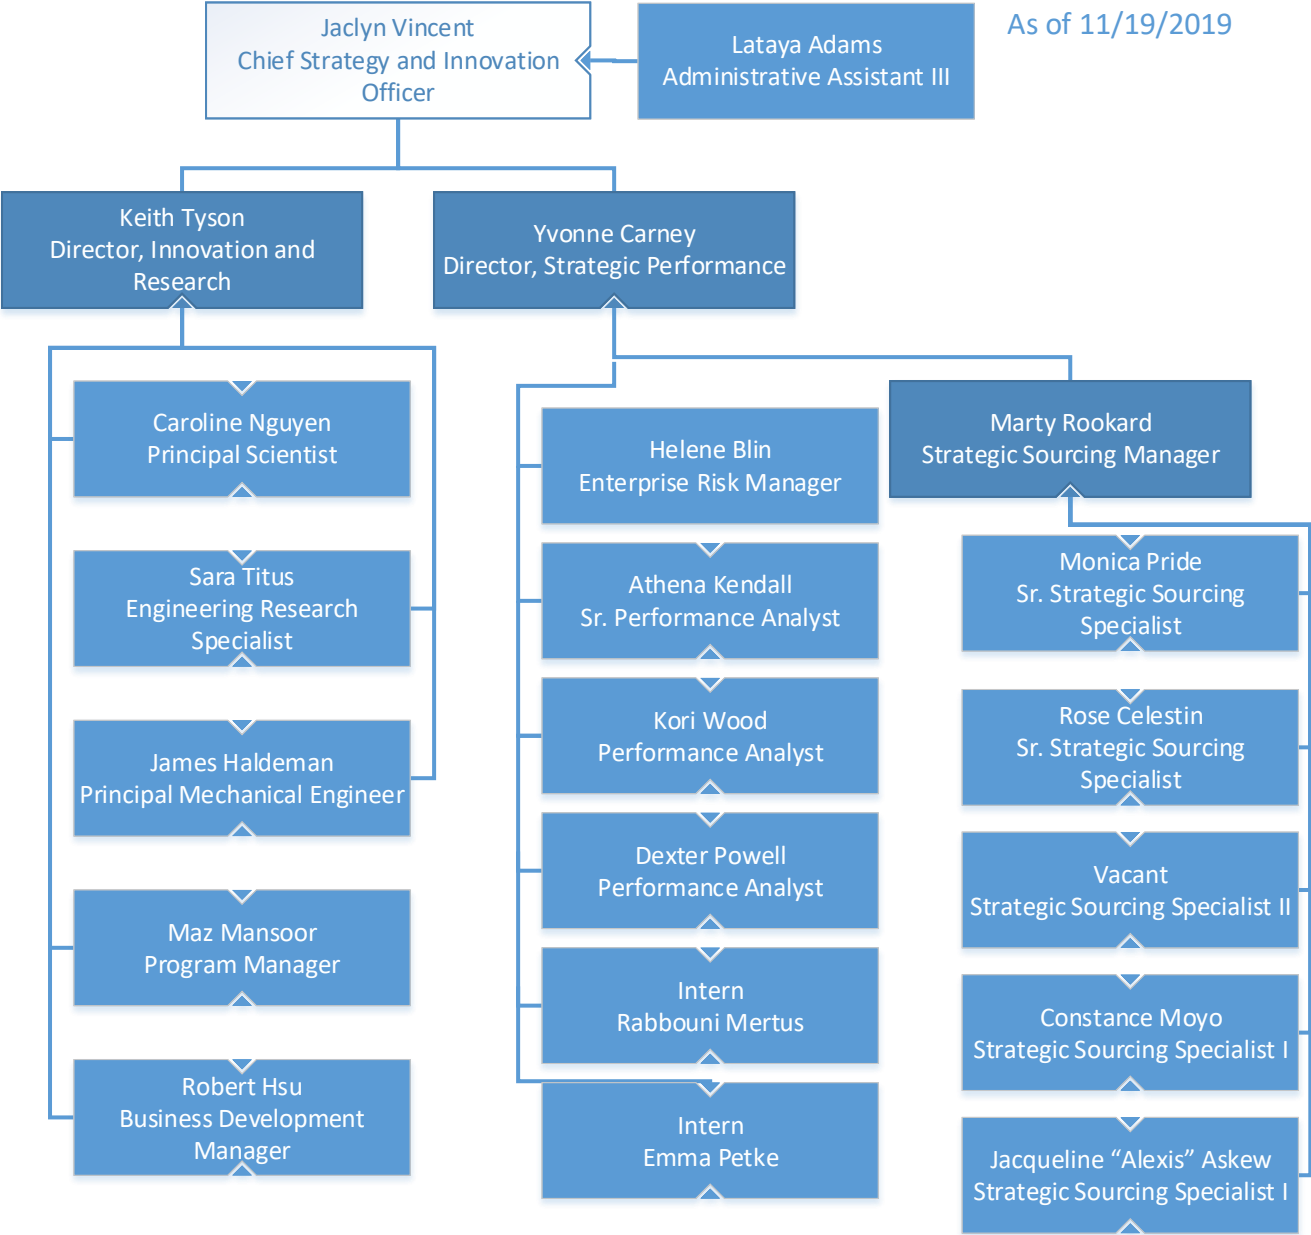 Jaclyn Vincent
Chief Strategy and Innovation
Officer
Lataya Adams
Administrative Assistant III
As of 11/19/2019
Keith Tyson
Director, Innovation and
Research
Yvonne Carney
Director, Strategic Performance
Caroline Nguyen
Principal Scientist
Sara Titus
Engineering Research
Specialist
James Haldeman
Principal Mechanical Engineer
Maz Mansoor
Program Manager
Robert Hsu
Business Development
Manager
Helene Blin
Enterprise Risk Manager
Athena Kendall
Sr. Performance Analyst
Kori Wood
Performance Analyst
Dexter Powell
Performance Analyst
Intern
Rabbouni Mertus
Intern
Emma Petke
Marty Rookard
Strategic Sourcing Manager
Monica Pride
Sr. Strategic Sourcing
Specialist
Rose Celestin
Sr. Strategic Sourcing
Specialist
Vacant
Strategic Sourcing Specialist II
Constance Moyo
Strategic Sourcing Specialist I
Jacqueline “Alexis” Askew
Strategic Sourcing Specialist I